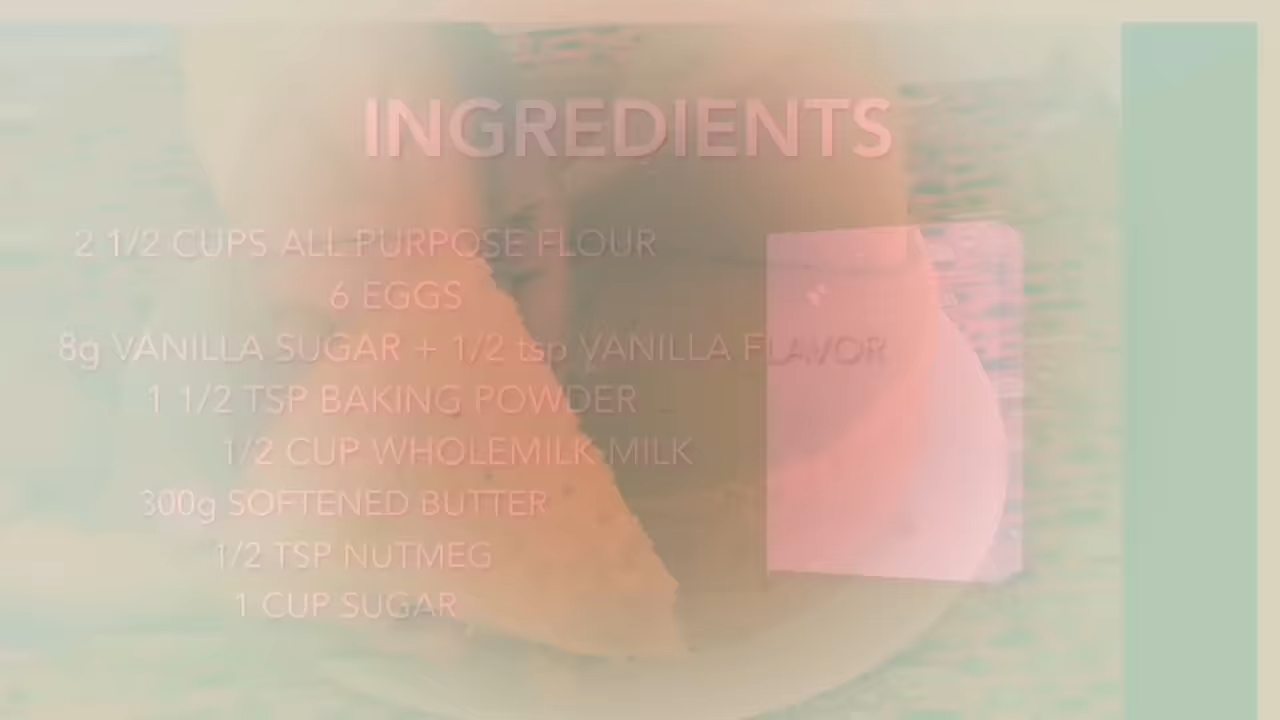 INGREDIENTS
2 1/2 CUPS ALL PURPOSE FLOUR
6 EGGS
8g VANILLA SUGAR + 1/2 tsp VANILLA FLAVOR
1 1/2 TSP BAKING POWDER
1/2 CUP WHOLEMILK MILK
300g SOFTENED BUTTER
1/2 TSP NUTMEG
1 CUP SUGAR